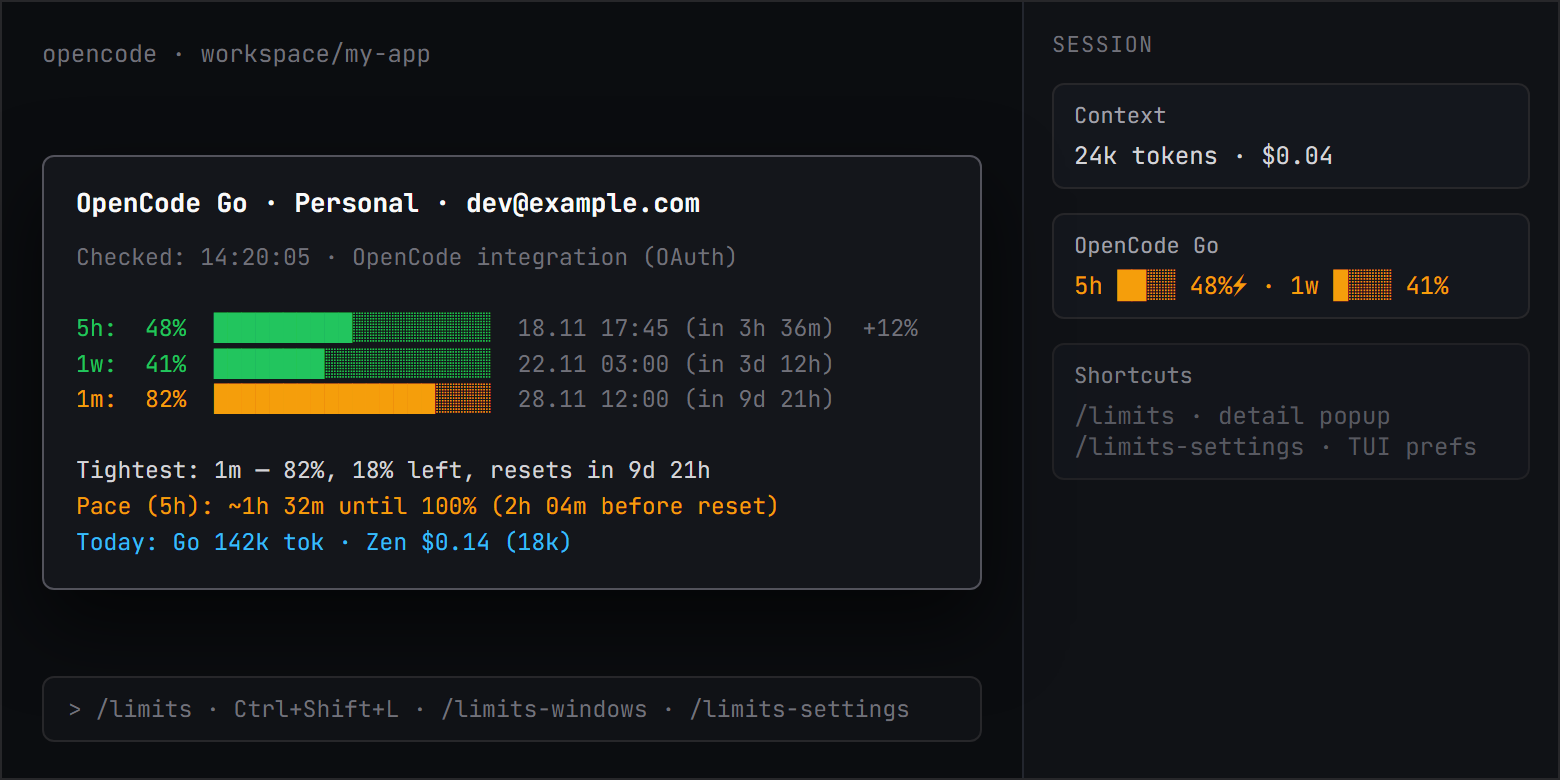 opencode · workspace/my-app
OpenCode Go · Personal · dev@example.com
Checked: 14:20:05 · OpenCode integration (OAuth)
5h: 48% 18.11 17:45 (in 3h 36m) +12%
1w: 41% 22.11 03:00 (in 3d 12h)
1m: 82% 28.11 12:00 (in 9d 21h)
Tightest: 1m — 82%, 18% left, resets in 9d 21h
Pace (5h): ~1h 32m until 100% (2h 04m before reset)
Today: Go 142k tok · Zen $0.14 (18k)
> /limits · Ctrl+Shift+L · /limits-windows · /limits-settings
SESSION
Context
24k tokens · $0.04
OpenCode Go
5h 48%⚡ · 1w 41%
Shortcuts
/limits · detail popup
/limits-settings · TUI prefs